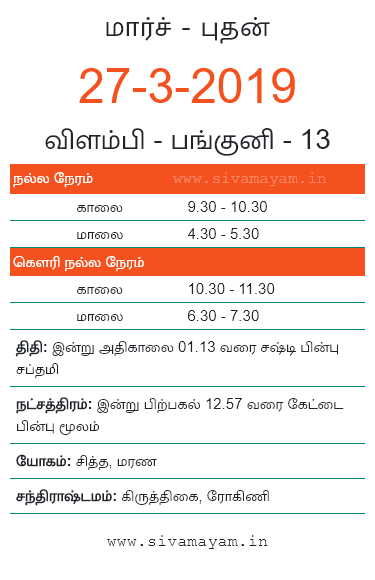 மார்ச் - புதன்
27-3-2019
விளம்பி - பங்குனி - 13
நல்ல நேரம் www.sivamayam.in
காலை 9.30 - 10.30
மாலை 4.30 - 5.30
கௌரி நல்ல நேரம்
காலை 10.30 - 11.30
மாலை 6.30 - 7.30
திதி: இன்று அதிகாலை 01.13 வரை சஷ்டி பின்பு
சப்தமி
நட்சத்திரம்: இன்று பிற்பகல் 12.57 வரை கேட்டை
பின்பு மூலம்
யோகம்: சித்த, மரண
சந்திராஷ்டமம்: கிருத்திகை, ரோகிணி
www.sivamayam.in